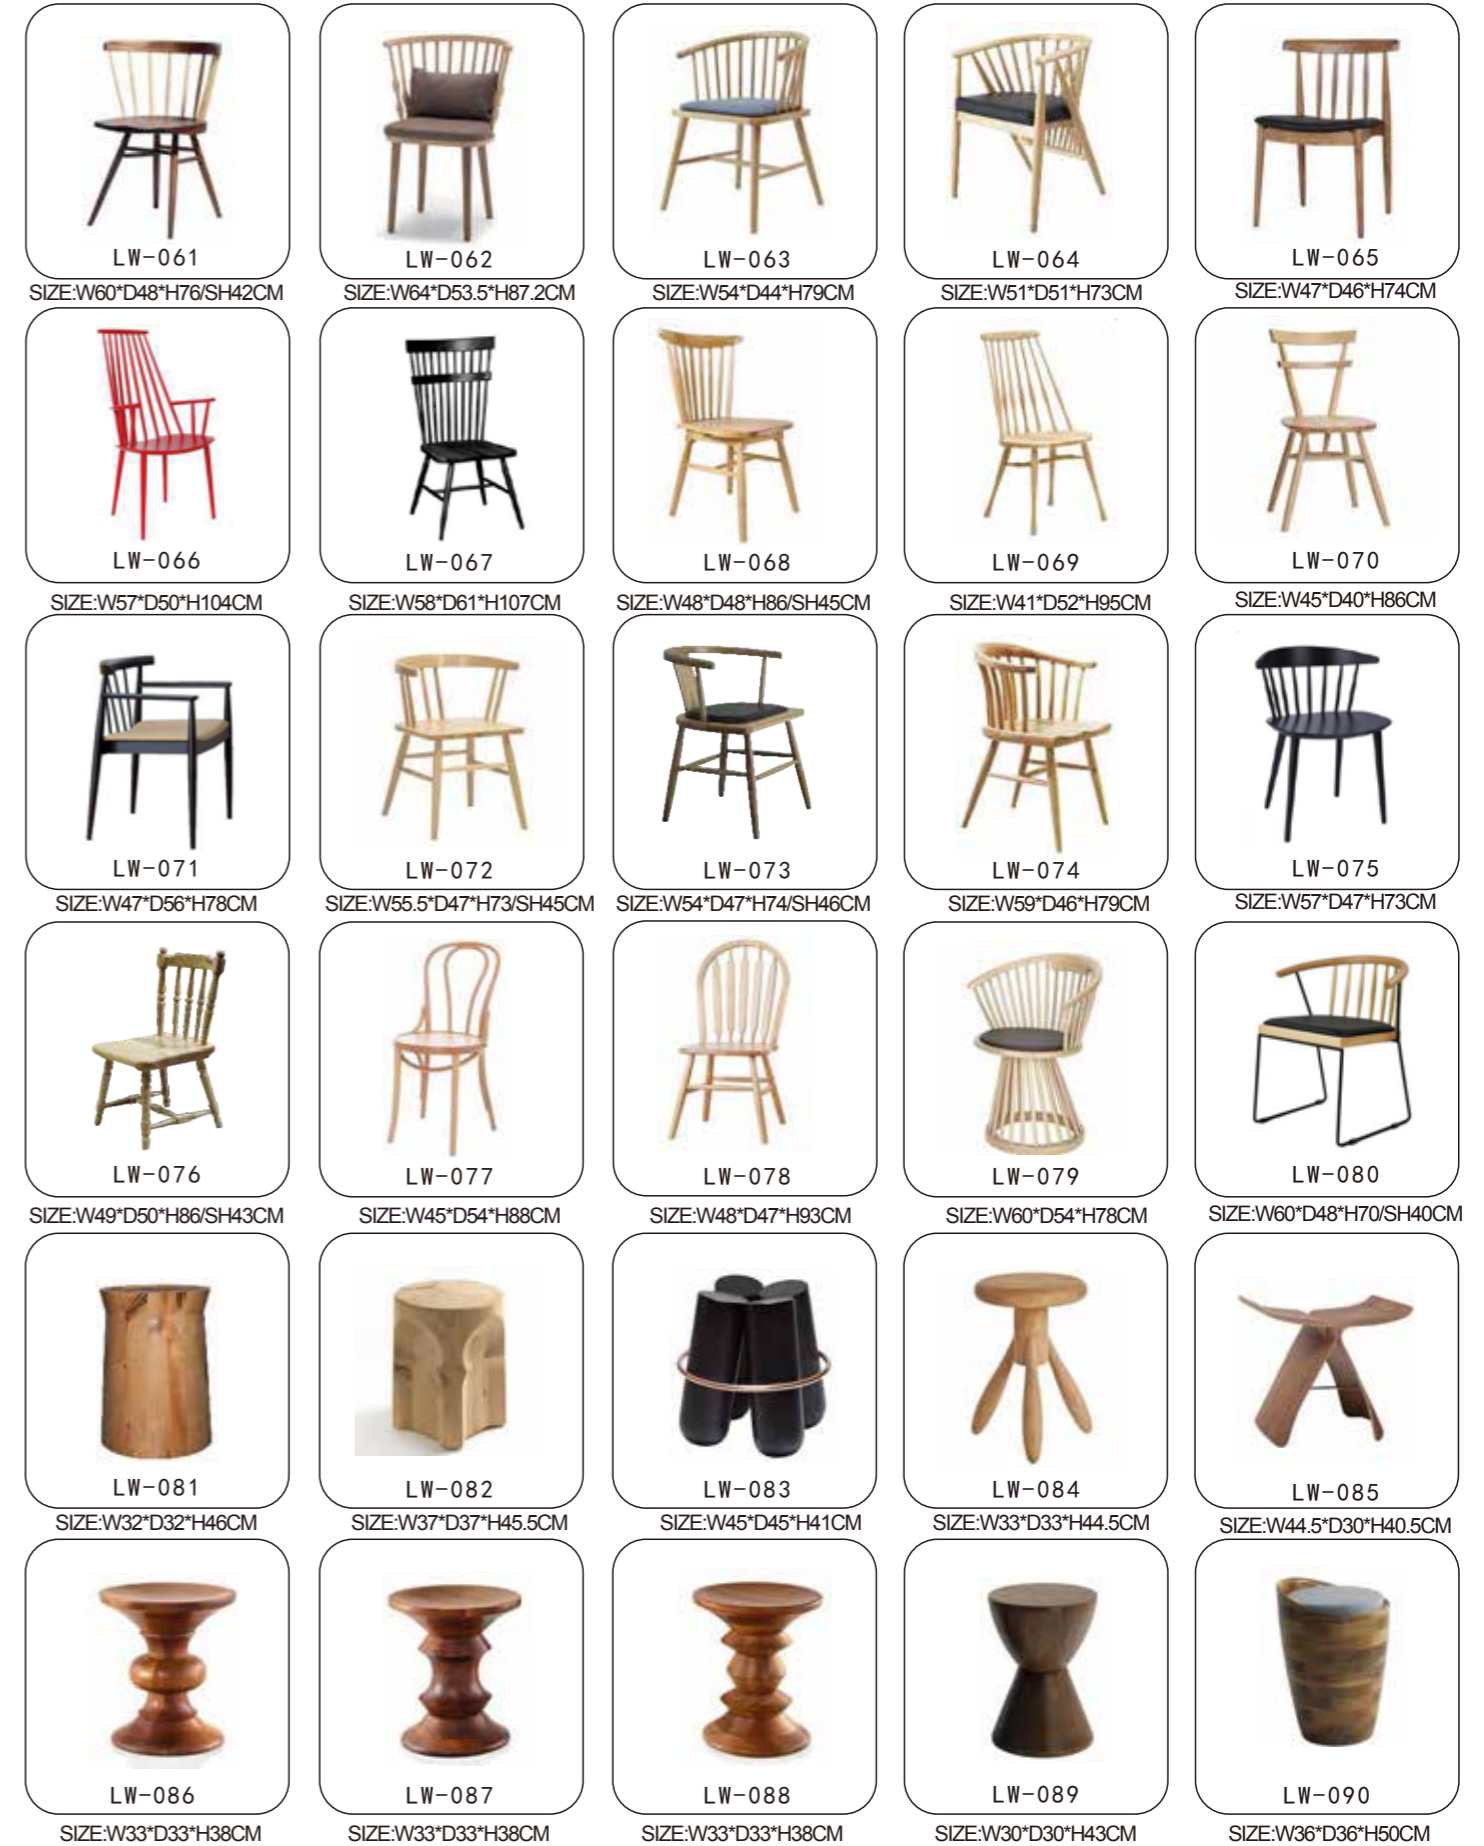 LW-061
LW-062
LW-063
LW-064
LW-065
SIZE:W60*D48*H76/SH42CM
SIZE:W64*D53.5*H87.2CM
SIZE:W54*D44*H79CM
SIZE:W51*D51*H73CM
SIZE:W47*D46*H74CM
LW-066
LW-067
LW-068
LW-069
LW-070
SIZE:W57*D50*H104CM
SIZE:W58*D61*H107CM
SIZE:W48*D48*H86/SH45CM
SIZE:W41*D52*H95CM
SIZE:W45*D40*H86CM
LW-071
LW-072
LW-073
LW-074
LW-075
SIZE:W47*D56*H78CM
SIZE:W55.5*D47*H73/SH45CM
SIZE:W54*D47*H74/SH46CM
SIZE:W59*D46*H79CM
SIZE:W57*D47*H73CM
LW-076
LW-077
LW-078
LW-079
LW-080
SIZE:W49*D50*H86/SH43CM
SIZE:W45*D54*H88CM
SIZE:W48*D47*H93CM
SIZE:W60*D54*H78CM
SIZE:W60*D48*H70/SH40CM
LW-081
LW-082
LW-083
LW-084
LW-085
SIZE:W32*D32*H46CM
SIZE:W37*D37*H45.5CM
SIZE:W45*D45*H41CM
SIZE:W33*D33*H44.5CM
SIZE:W44.5*D30*H40.5CM
LW-086
LW-087
LW-088
LW-089
LW-090
SIZE:W33*D33*H38CM
SIZE:W33*D33*H38CM
SIZE:W33*D33*H38CM
SIZE:W30*D30*H43CM
SIZE:W36*D36*H50CM